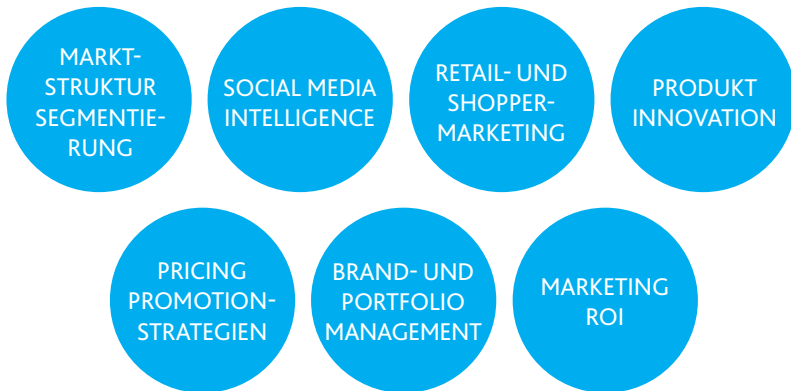 MARKT-
STRUKTUR
SEGMENTIE-
RUNG
SOCIAL MEDIA
INTELLIGENCE
RETAIL- UND
SHOPPER-
MARKETING
PRODUKT
INNOVATION
PRICING
PROMOTION-
STRATEGIEN
BRAND- UND
PORTFOLIO
MANAGEMENT
MARKETING
ROI